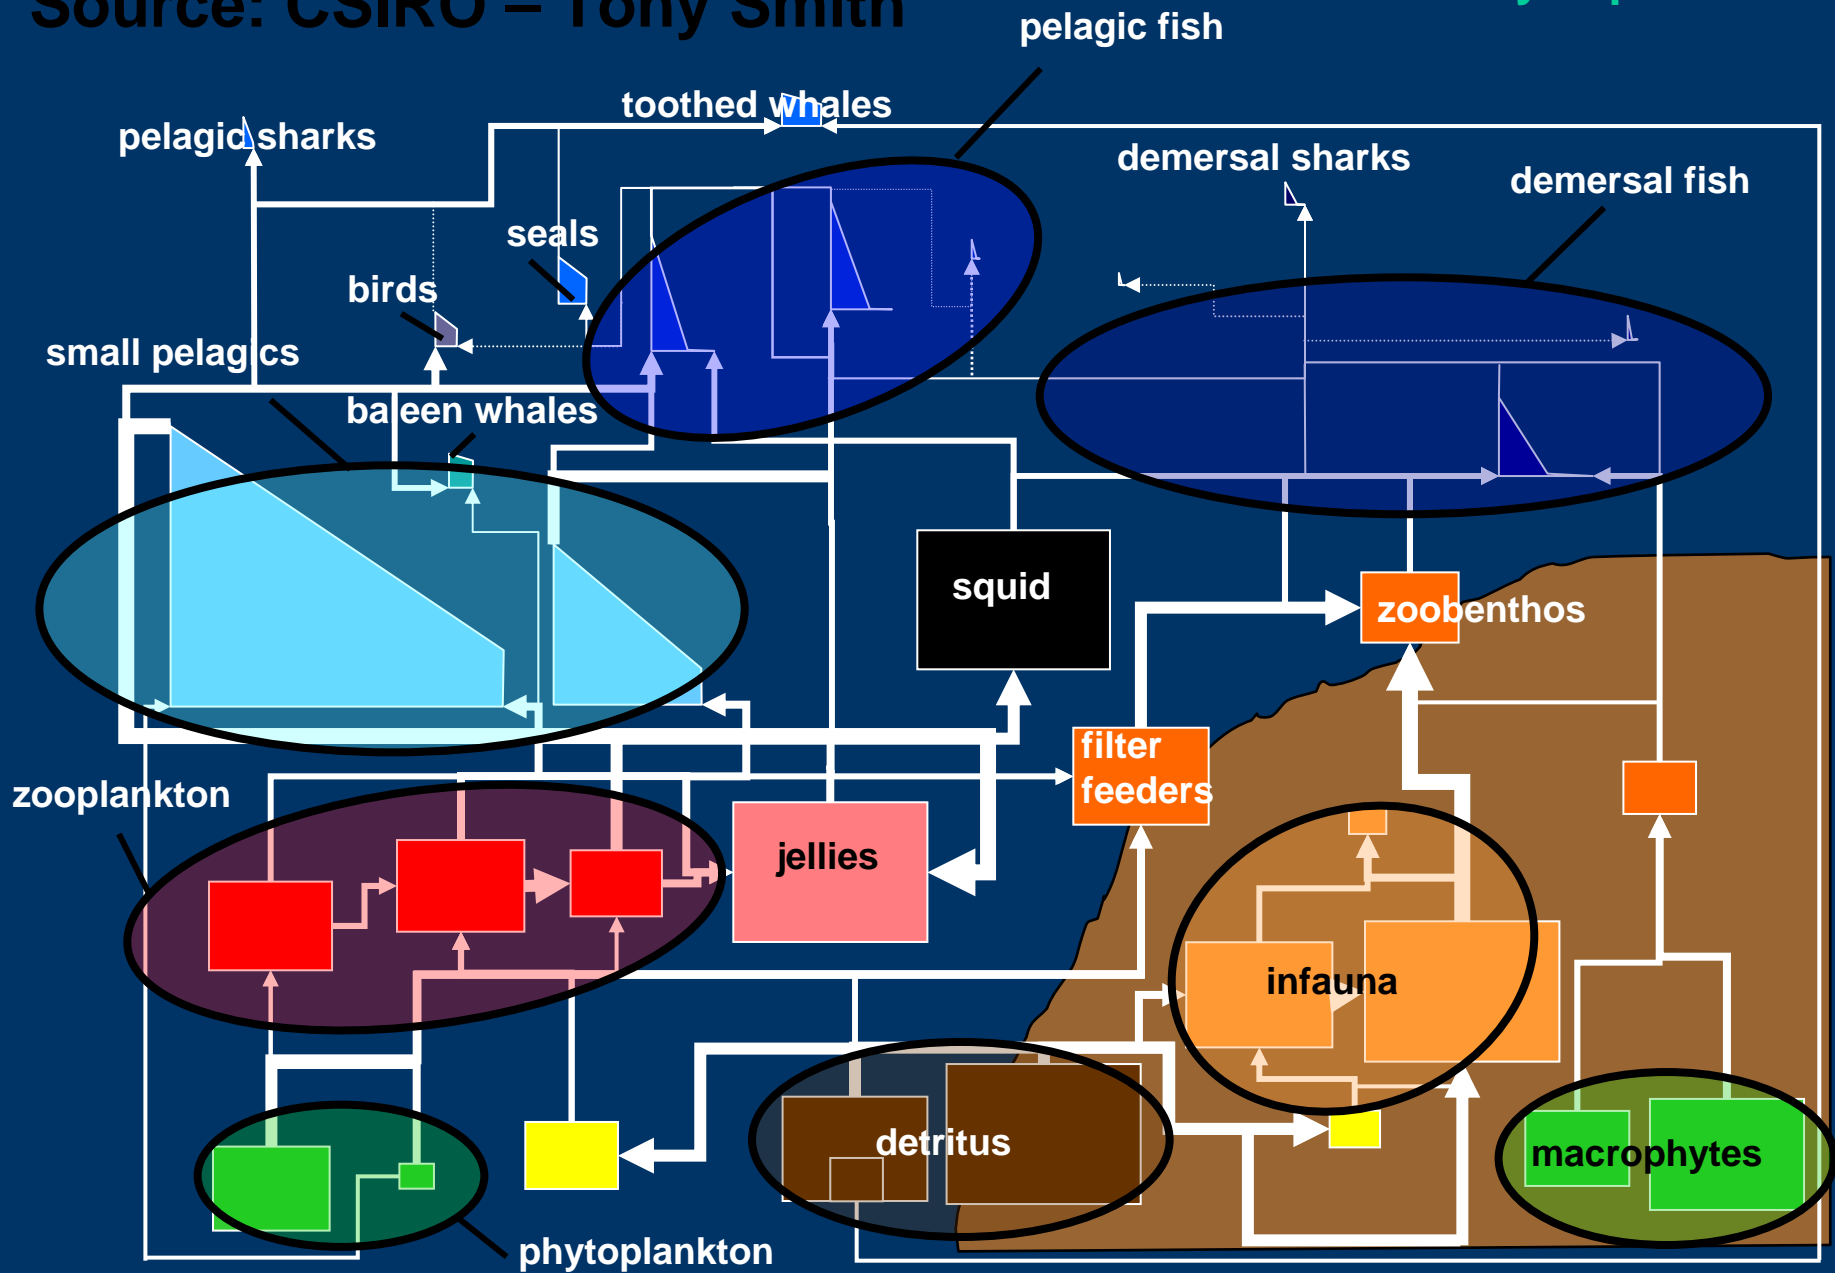 Source: CSIRO – Tony Smith
pelagic fish
toothed whales
pelagic sharks
demersal sharks
demersal fish
seals
birds
small pelagics
baleen whales
squid
zoobenthos
filter
feeders
zooplankton
jellies
infauna
detritus
macrophytes
phytoplankton